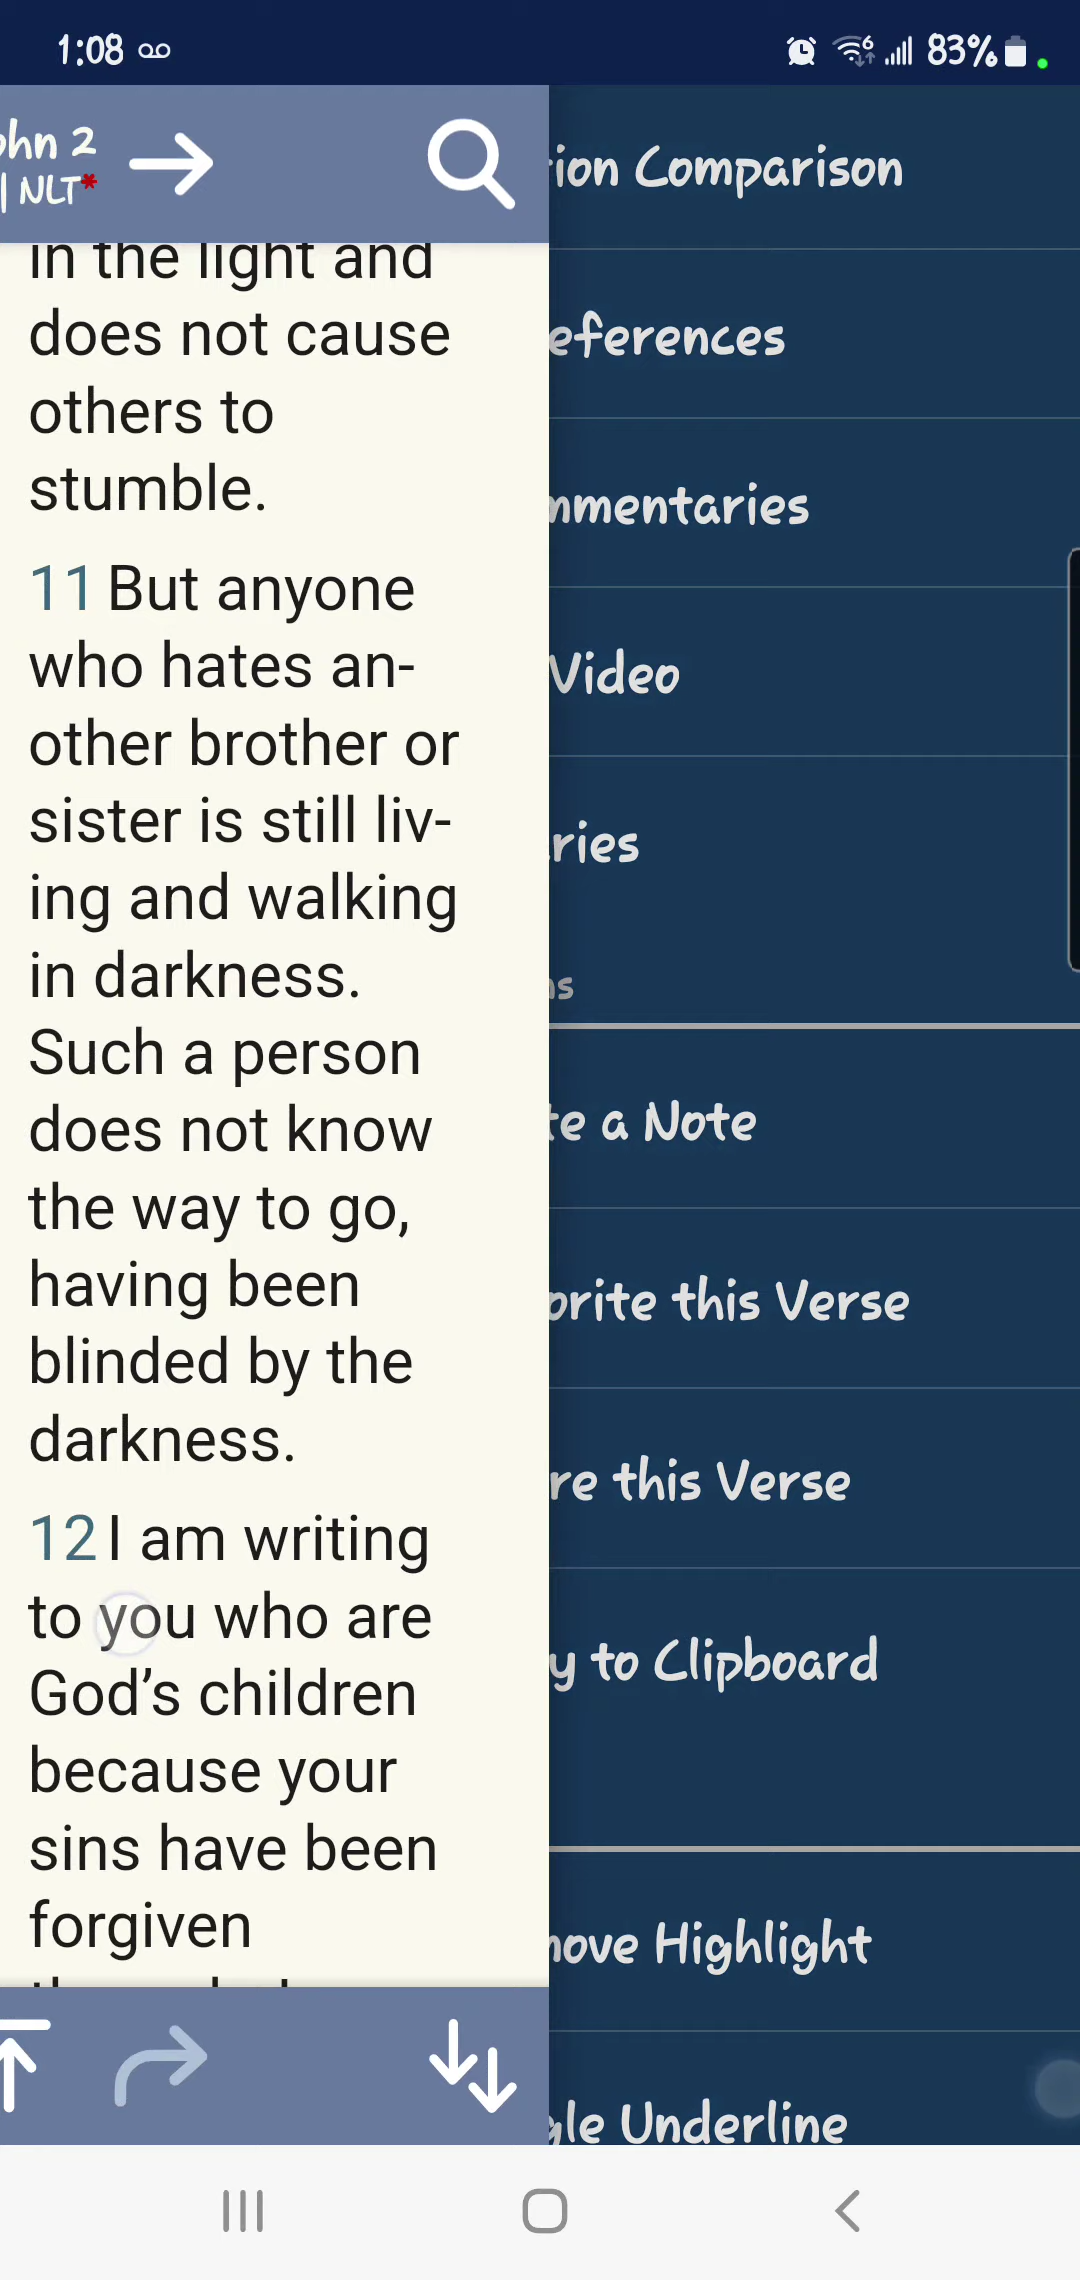 1:08
6 83%
ohn 2
| NLT*
in the light and
does not cause
others to
stumble.
11 But anyone
who hates an-
other brother or
sister is still liv-
ing and walking
in darkness.
Such a person
does not know
the way to go,
having been
blinded by the
darkness.
12 I am writing
to you who are
God’s children
because your
sins have been
forgiven
ion Comparison
eferences
mmentaries
Video
ries
ns
te a Note
orite this Verse
re this Verse
y to Clipboard
move Highlight
gle Underline